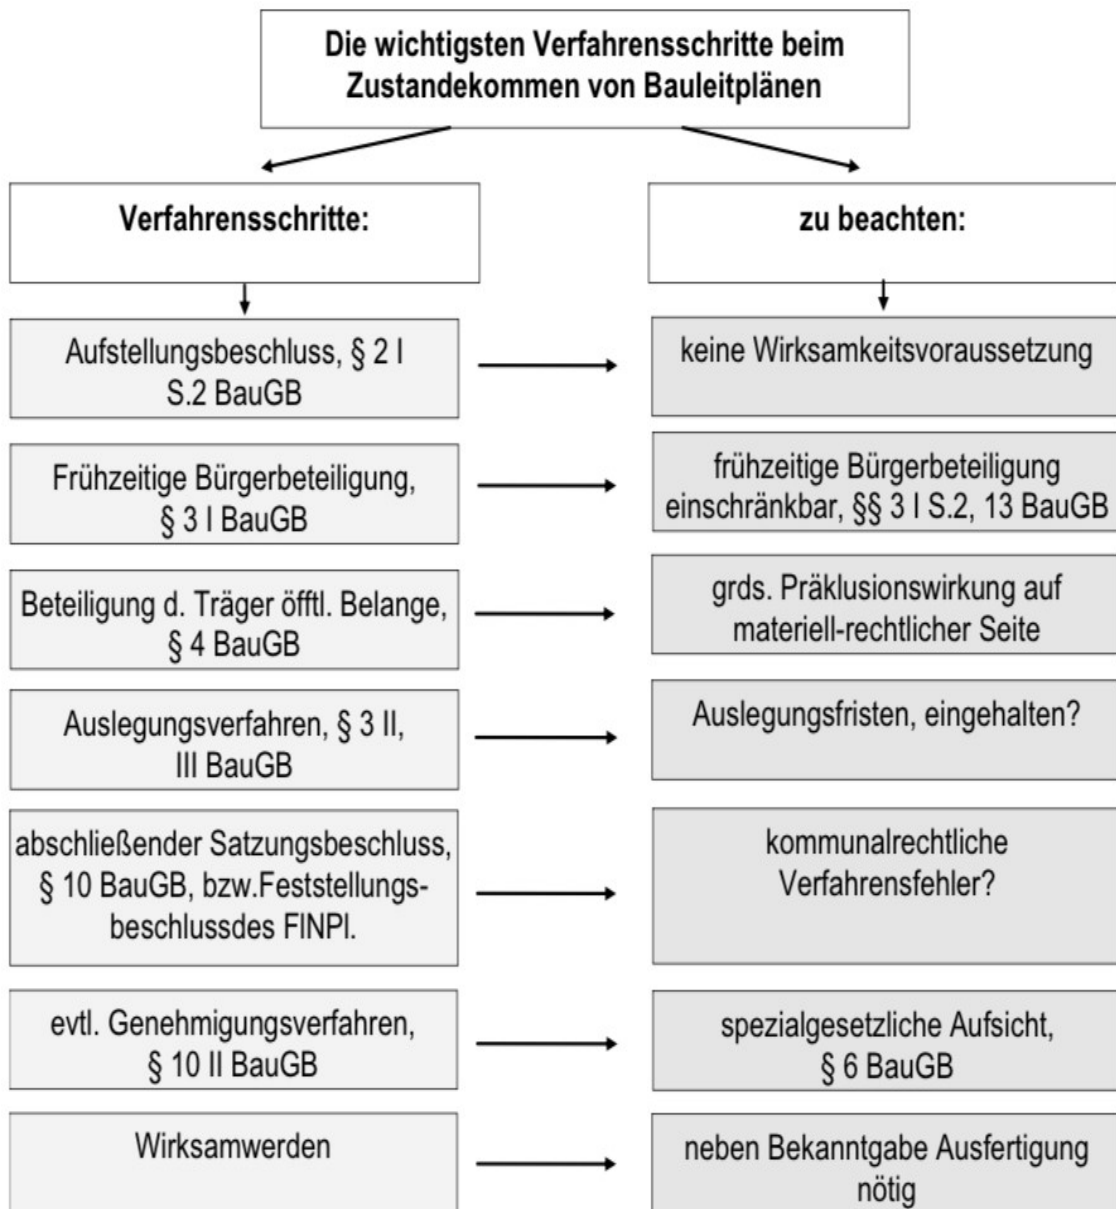 Die wichtigsten Verfahrensschritte beim
Zustandekommen von Bauleitplänen
Verfahrensschritte:
zu beachten:
Aufstellungsbeschluss, § 2 I
S.2 BauGB
keine Wirksamkeitsvoraussetzung
Frühzeitige Bürgerbeteiligung,
§ 3 I BauGB
frühzeitige Bürgerbeteiligung
einschränkbar, §§ 3 I S.2, 13 BauGB
Beteiligung d. Träger öfftl. Belange,
§ 4 BauGB
grds. Präklusionswirkung auf
materiell-rechtlicher Seite
Auslegungsverfahren, § 3 II,
III BauGB
Auslegungsfristen, eingehalten?
abschließender Satzungsbeschluss,
§ 10 BauGB, bzw.Feststellungs-
beschlussdes FlNPl.
kommunalrechtliche
Verfahrensfehler?
evtl. Genehmigungsverfahren,
§ 10 II BauGB
spezialgesetzliche Aufsicht,
§ 6 BauGB
Wirksamwerden
neben Bekanntgabe Ausfertigung
nötig